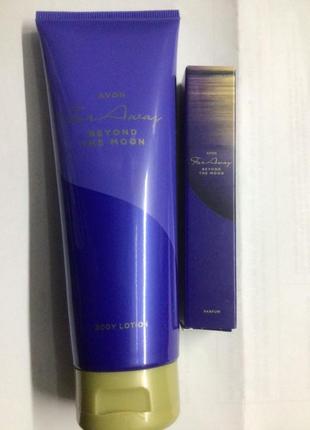 AVON
Far Away
BEYOND
THE MOON
BODY LOTION
AVON
Far Away
BEYOND
THE MOON
PARFUM